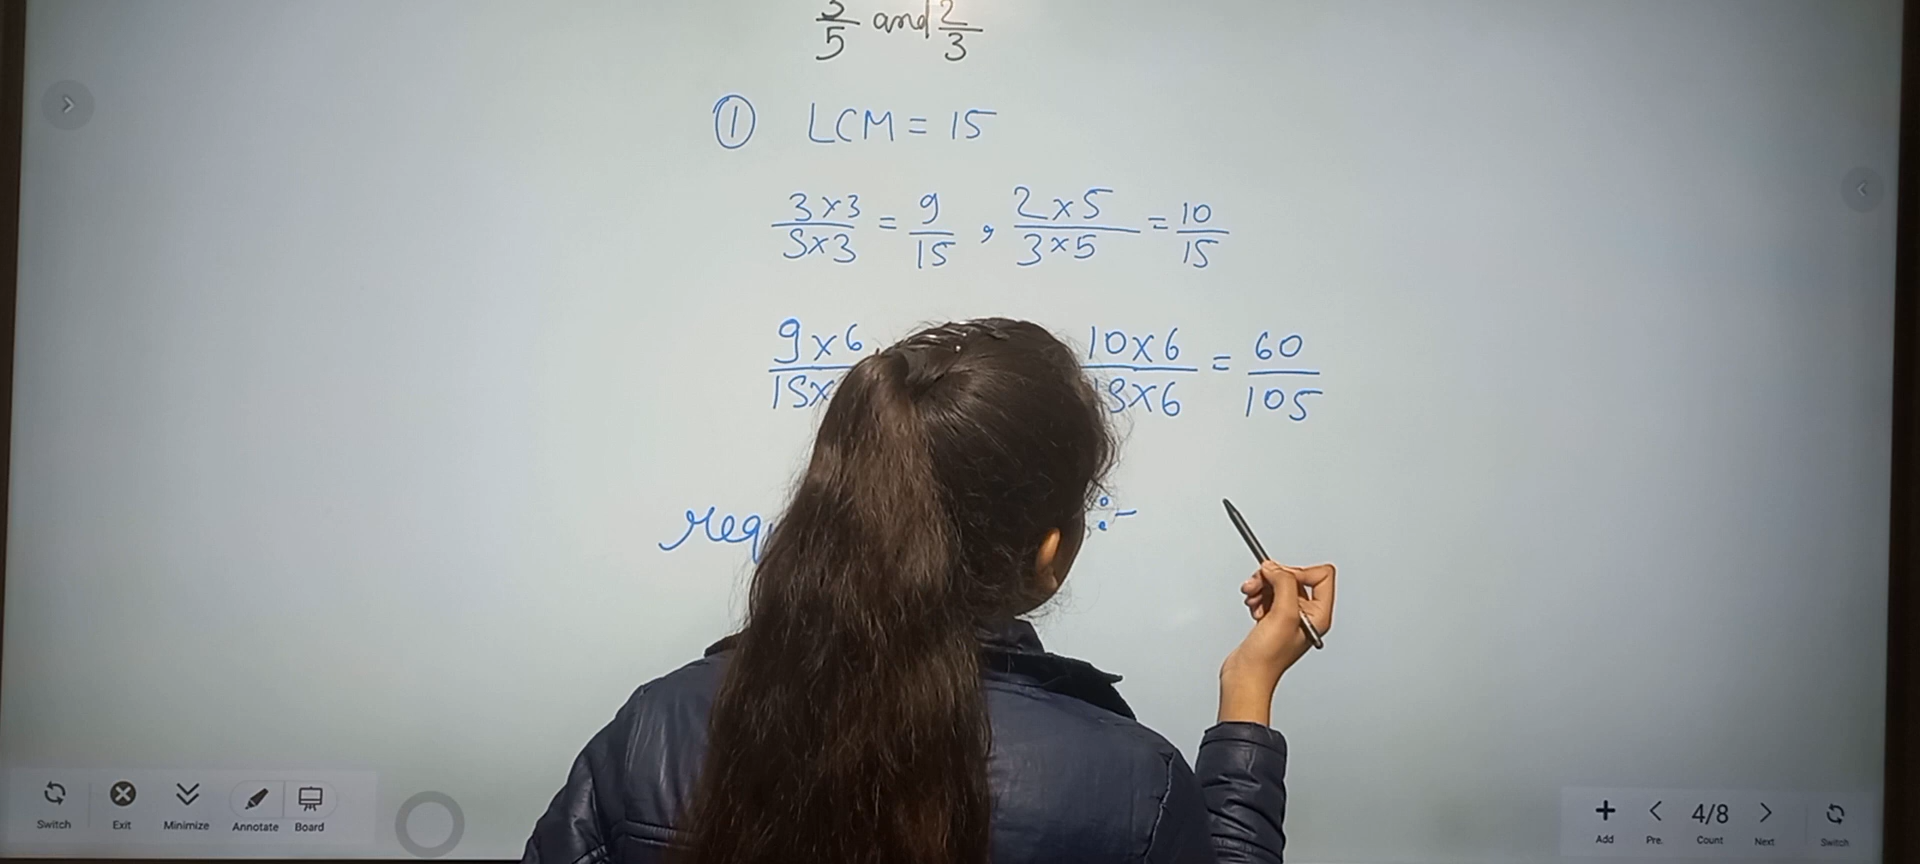 3/5 and 2/3
① LCM = 15
3×3/5×3 = 9/15 , 2×5/3×5 = 10/15
9×6/15× 10×6/15×6 = 60/105
:-
Switch Exit Minimize Annotate Board
Add Pre. 4/8 Count Next Switch